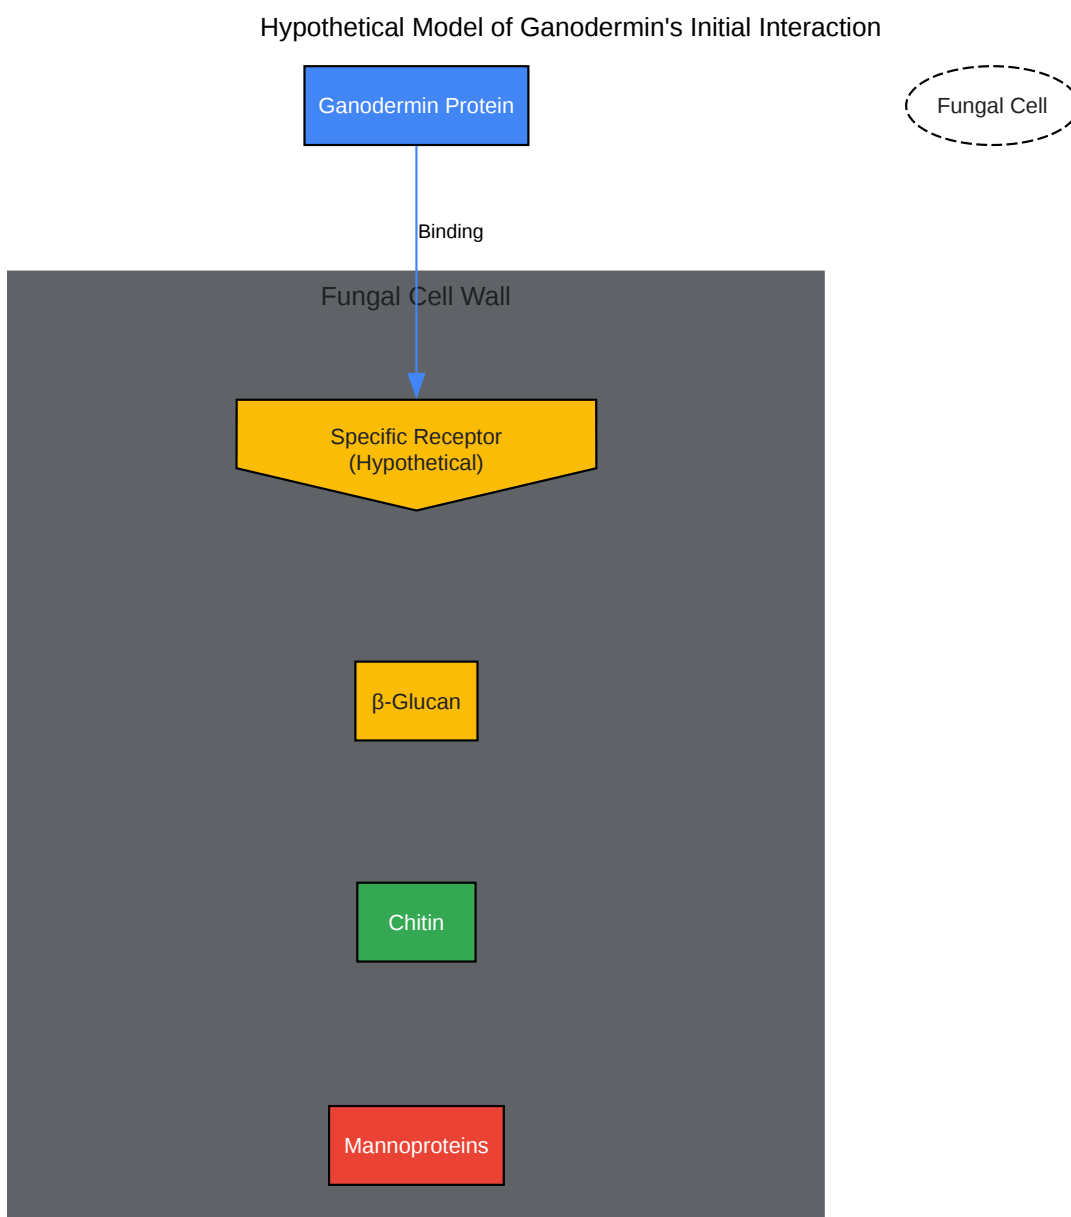 Hypothetical Model of Ganodermin's Initial Interaction
Ganodermin Protein
Fungal Cell
Binding
Fungal Cell Wall
Specific Receptor
(Hypothetical)
β-Glucan
Chitin
Mannoproteins